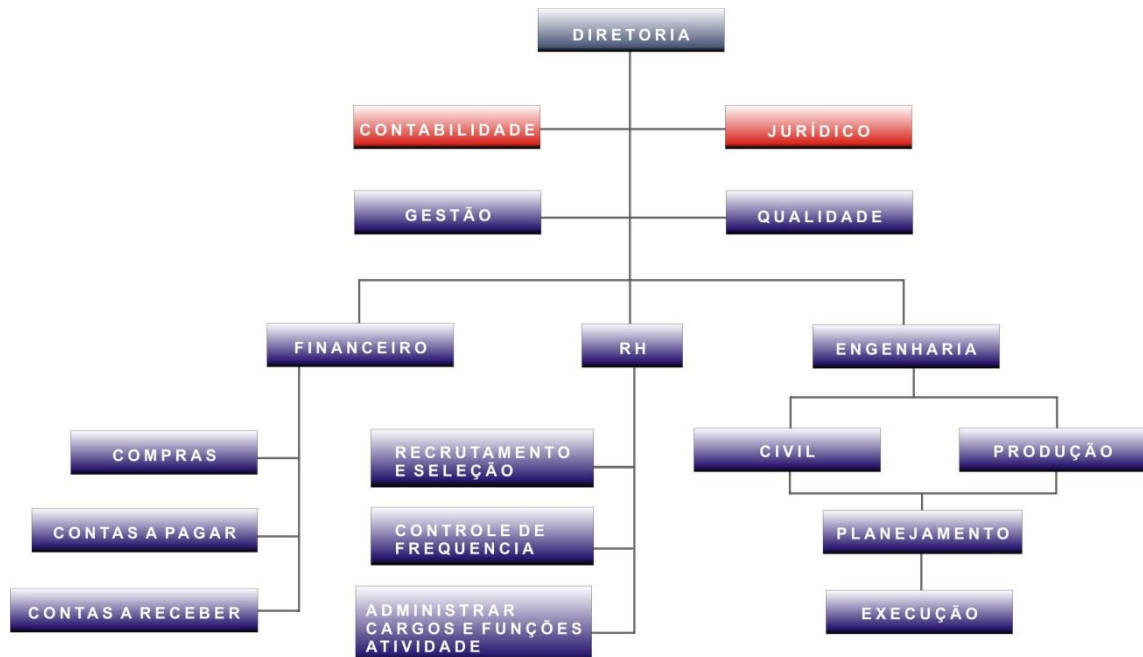 DIRETORIA
CONTABILIDADE
JURÍDICO
GESTÃO
QUALIDADE
FINANCEIRO
RH
ENGENHARIA
COMPRAS
CONTAS A PAGAR
CONTAS A RECEBER
RECRUTAMENTO
E SELEÇÃO
CONTROLE DE
FREQUENCIA
ADMINISTRAR
CARGOS E FUNÇÕES
ATIVIDADE
CIVIL
PRODUÇÃO
PLANEJAMENTO
EXECUÇÃO